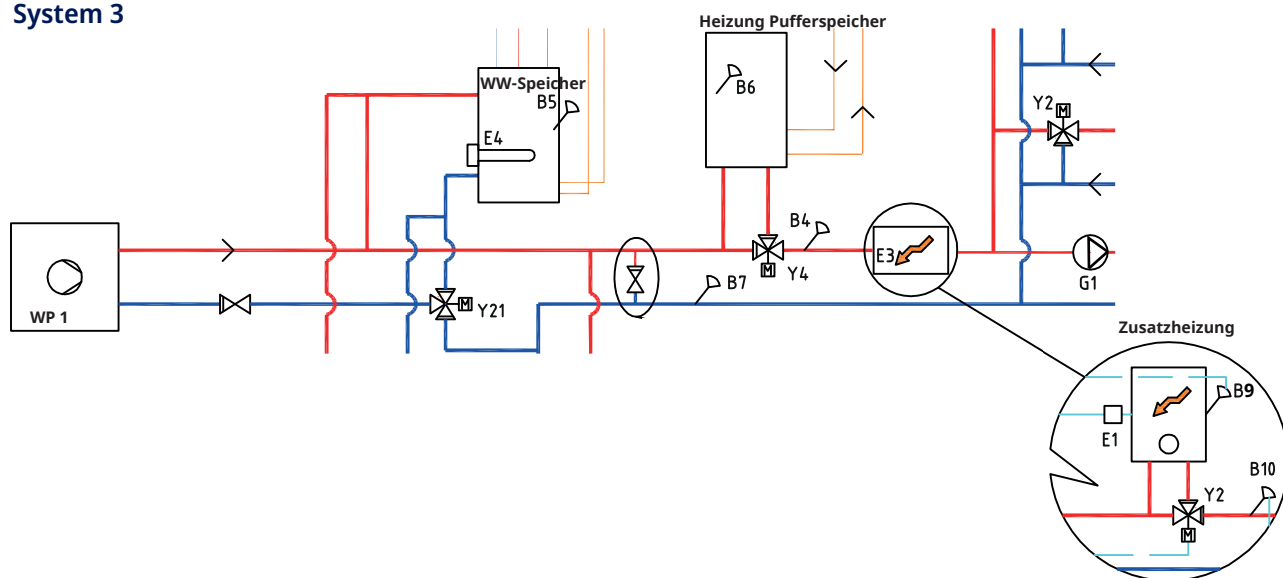 System 3
Heizung Pufferspeicher
WW-Speicher
B5
E4
B6
Y2
M
B4
E3
Y4
M
G1
B7
WP 1
Y21
M
Zusatzheizung
B9
E1
B10
Y2
M